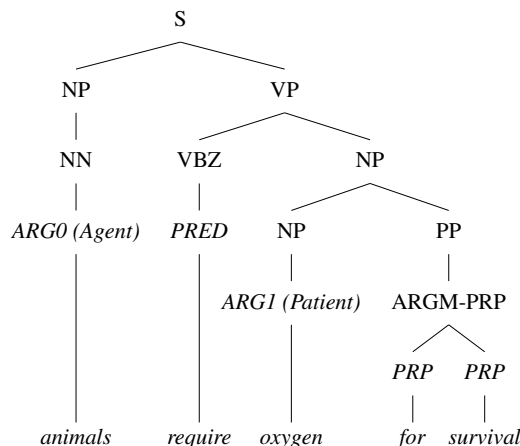 S
NP VP
NN VBZ NP
ARG0 (Agent) PRED NP PP
ARG1 (Patient) ARGM-PRP
PRP PRP
animals require oxygen for survival